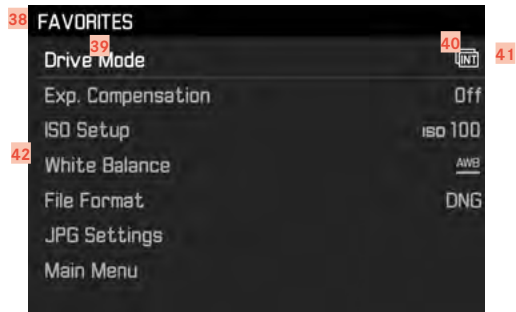 38 FAVORITES
39
Drive Mode 40 INT 41
Exp. Compensation Off
ISO Setup ISO 100
42
White Balance AWB
File Format DNG
JPG Settings
Main Menu